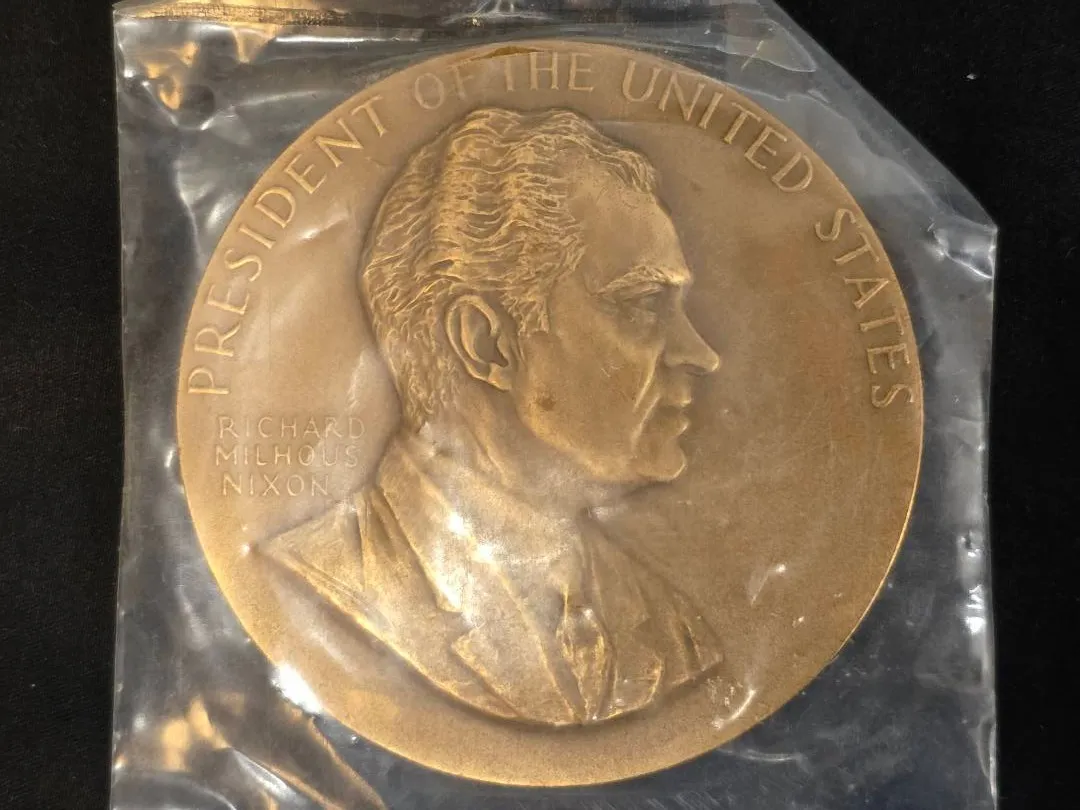 PRESIDENT OF THE UNITED STATES
RICHARD
MILHOUS
NIXON